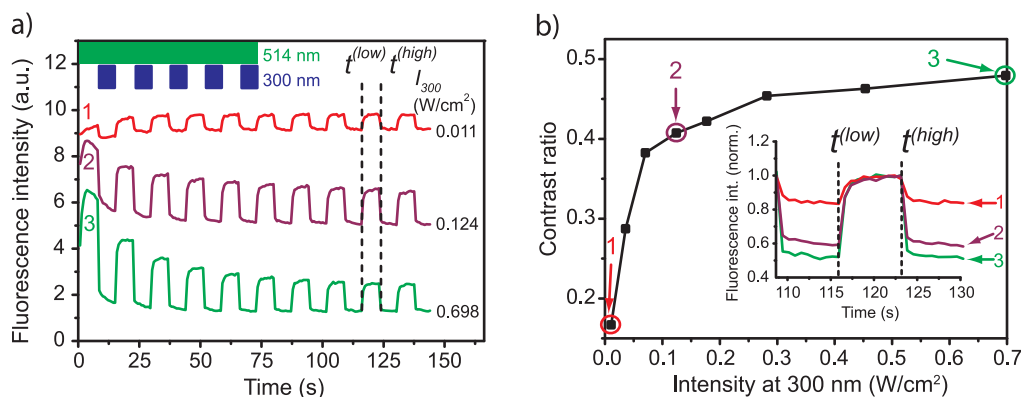 a)
514 nm
300 nm
t(low)
t(high)
I300
(W/cm²)
12
10
8
6
4
2
0
Fluorescence intensity (a.u.)
1
0.011
2
0.124
3
0.698
0
25
50
75
100
125
150
Time (s)
b)
0.5
0.4
0.3
0.2
Contrast ratio
1
2
3
0.0
0.1
0.2
0.3
0.4
0.5
0.6
0.7
Intensity at 300 nm (W/cm²)
t(low)
t(high)
1.0
0.8
0.6
0.4
Fluorescence int. (norm.)
1
2
3
110
115
120
125
130
Time (s)